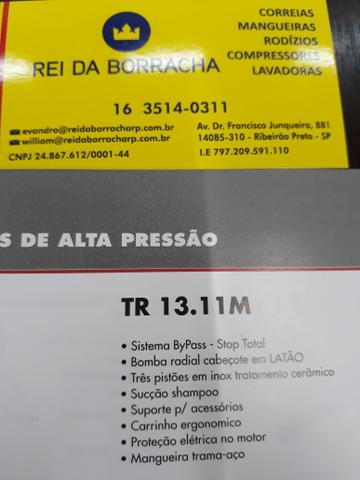 CORREIAS
MANGUEIRAS
RODÍZIOS
COMPRESSORES
LAVADORAS
REI DA BORRACHA
16 3514-0311
evandro@reidaborracharp.com.br
william@reidaborracharp.com.br
CNPJ 24.867.612/0001-44
Av. Dr. Francisco Junqueira, 881
14085-310 - Ribeirão Preto - SP
I.E 797.209.591.110
S DE ALTA PRESSÃO
TR 13.11M
• Sistema ByPass - Stop Total
• Bomba radial cabeçote em LATÃO
• Três pistões em inox tratamento cerâmico
• Sucção shampoo
• Suporte p/ acessórios
• Carrinho ergonomico
• Proteção elétrica no motor
• Mangueira trama-aço